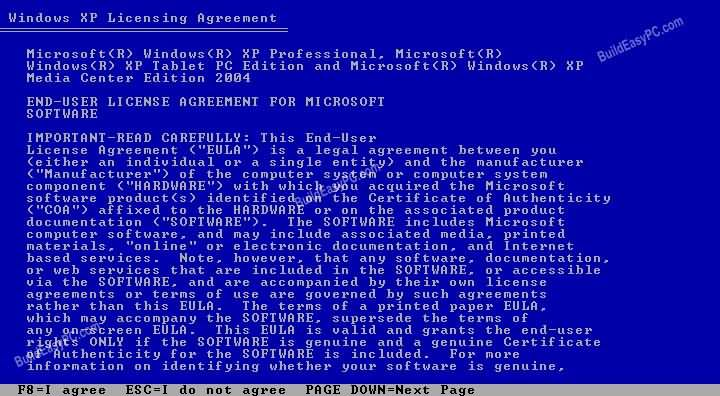 Windows XP Licensing Agreement
BuildEasyPC.com
Microsoft(R) Windows(R) XP Professional, Microsoft(R)
Windows(R) XP Tablet PC Edition and Microsoft(R) Windows(R) XP
Media Center Edition 2004
END-USER LICENSE AGREEMENT FOR MICROSOFT
SOFTWARE
IMPORTANT-READ CAREFULLY: This End-User
License Agreement ("EULA") is a legal agreement between you
(either an individual or a single entity) and the manufacturer
("Manufacturer") of the computer system or computer system
component ("HARDWARE") with which you acquired the Microsoft
software product(s) identified on the Certificate of Authenticity
("COA") affixed to the HARDWARE or on the associated product
documentation ("SOFTWARE").  The SOFTWARE includes Microsoft
computer software, and may include associated media, printed
materials, "online" or electronic documentation, and Internet
based services.  Note, however, that any software, documentation,
or web services that are included in the SOFTWARE, or accessible
via the SOFTWARE, and are accompanied by their own license
agreements or terms of use are governed by such agreements
rather than this EULA.  The terms of a printed paper EULA,
which may accompany the SOFTWARE, supersede the terms of
any on-screen EULA.  This EULA is valid and grants the end-user
rights ONLY if the SOFTWARE is genuine and a genuine Certificate
of Authenticity for the SOFTWARE is included.  For more
information on identifying whether your software is genuine,
BuildEasyPC.com
BuildEasyPC.com
F8=I agree  ESC=I do not agree  PAGE DOWN=Next Page